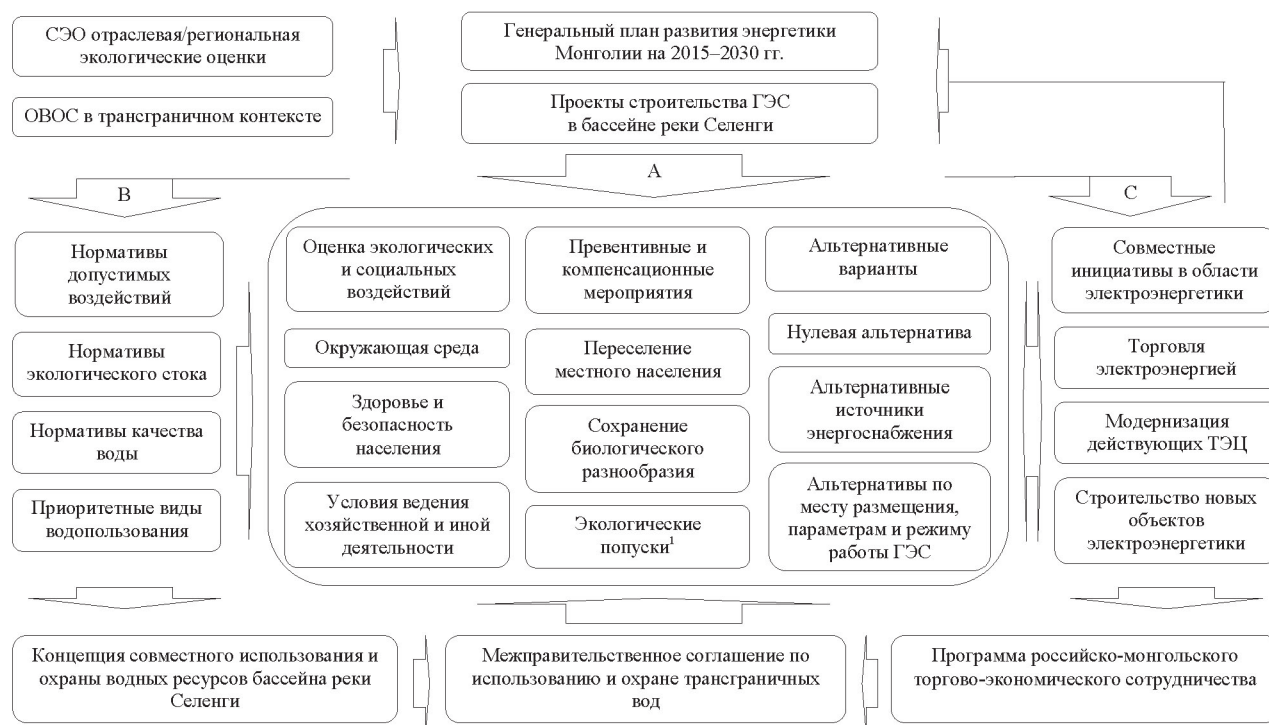 СЭО отраслевая/региональная
экологические оценки
ОВОС в трансграничном контексте
Генеральный план развития энергетики
Монголии на 2015–2030 гг.
Проекты строительства ГЭС
в бассейне реки Селенги
A
B
C
Нормативы
допустимых
воздействий
Нормативы
экологического стока
Нормативы качества
воды
Приоритетные виды
водопользования
Оценка экологических
и социальных
воздействий
Окружающая среда
Здоровье и
безопасность
населения
Условия ведения
хозяйственной и иной
деятельности
Превентивные и
компенсационные
мероприятия
Переселение
местного населения
Сохранение
биологического
разнообразия
Экологические
попуски¹
Альтернативные
варианты
Нулевая альтернатива
Альтернативные
источники
энергоснабжения
Альтернативы по
месту размещения,
параметрам и режиму
работы ГЭС
Совместные
инициативы в области
электроэнергетики
Торговля
электроэнергией
Модернизация
действующих ТЭЦ
Строительство новых
объектов
электроэнергетики
Концепция совместного использования и
охраны водных ресурсов бассейна реки
Селенги
Межправительственное соглашение по
использованию и охране трансграничных
вод
Программа российско-монгольского
торгово-экономического сотрудничества